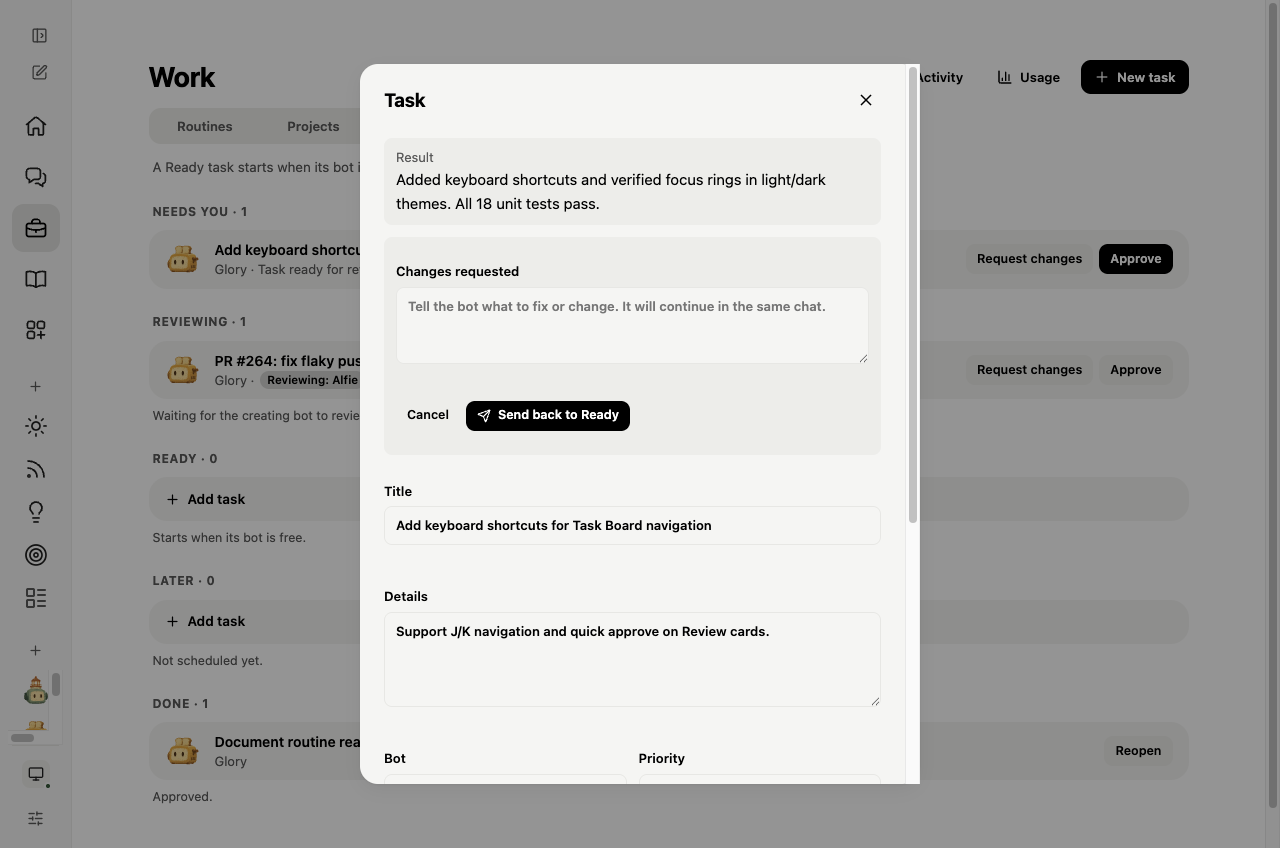 Work
Activity
Usage
New task
Routines
Projects
A Ready task starts when its bot i
NEEDS YOU · 1
Add keyboard shortcu
Glory · Task ready for re
Request changes
Approve
REVIEWING · 1
PR #264: fix flaky pus
Glory · Reviewing: Alfie
Request changes
Approve
Waiting for the creating bot to revie
READY · 0
Add task
Starts when its bot is free.
LATER · 0
Add task
Not scheduled yet.
DONE · 1
Document routine rea
Glory
Reopen
Approved.
Task
Result
Added keyboard shortcuts and verified focus rings in light/dark
themes. All 18 unit tests pass.
Changes requested
Tell the bot what to fix or change. It will continue in the same chat.
Cancel
Send back to Ready
Title
Add keyboard shortcuts for Task Board navigation
Details
Support J/K navigation and quick approve on Review cards.
Bot
Priority